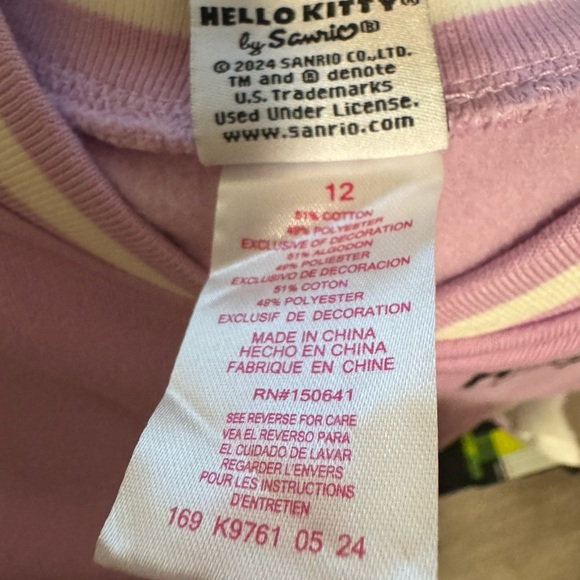 HELLO KITTY®
by Sanrio®
© 2024 SANRIO CO.,LTD.
TM and ® denote
U.S. Trademarks
Used Under License.
www.sanrio.com
12
51% COTTON
49% POLYESTER
EXCLUSIVE OF DECORATION
51% ALGODON
49% POLIESTER
EXCLUSIVO DE DECORACION
51% COTON
49% POLYESTER
EXCLUSIF DE DECORATION
MADE IN CHINA
HECHO EN CHINA
FABRIQUE EN CHINE
RN#150641
SEE REVERSE FOR CARE
VEA EL REVERSO PARA
EL CUIDADO DE LAVAR
REGARDER L'ENVERS
POUR LES INSTRUCTIONS
D'ENTRETIEN
169 K9761 05 24